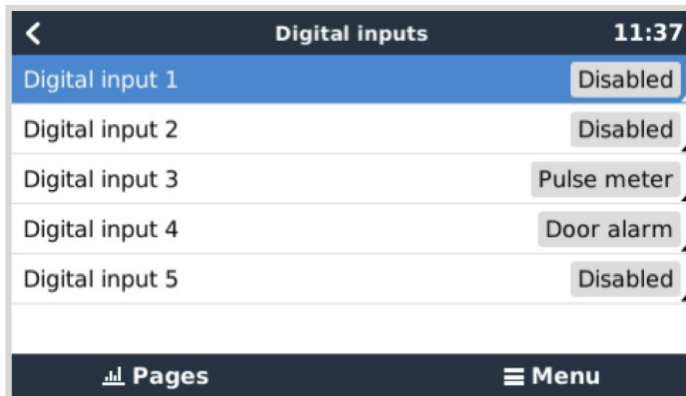 Digital inputs 11:37
Digital input 1 Disabled
Digital input 2 Disabled
Digital input 3 Pulse meter
Digital input 4 Door alarm
Digital input 5 Disabled
Pages Menu